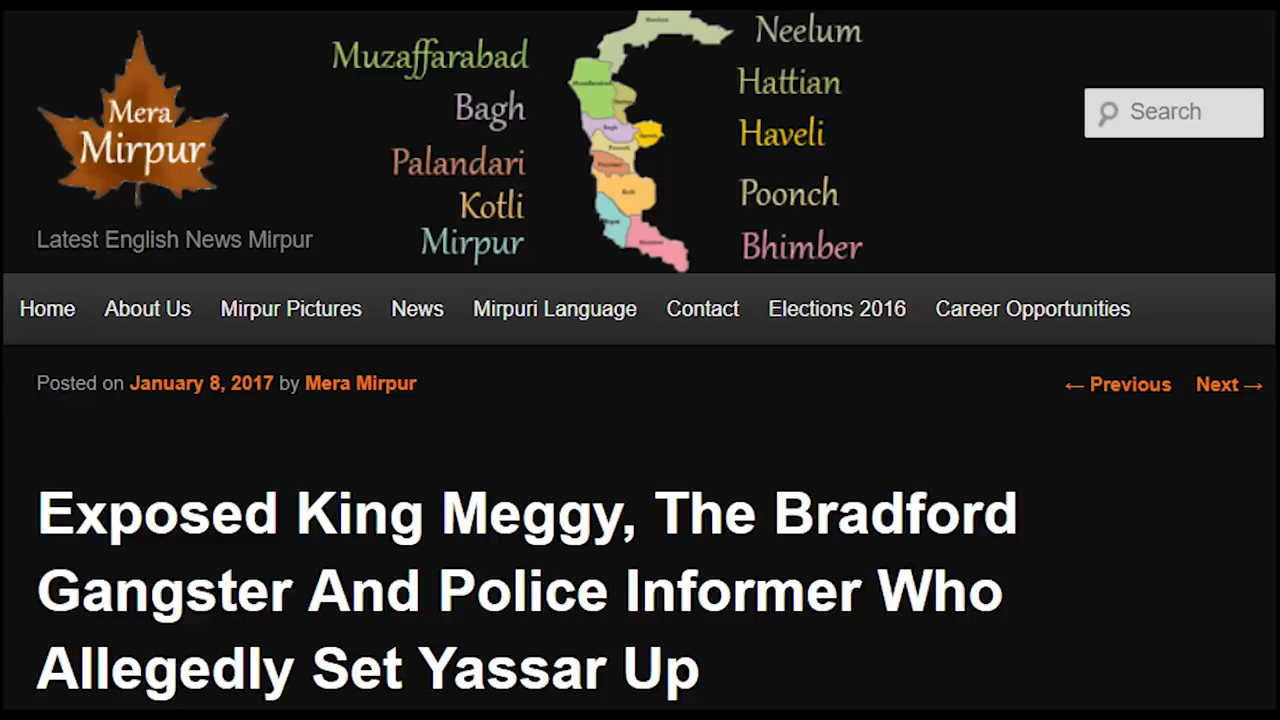 Mera
Mirpur
Latest English News Mirpur
Muzaffarabad
Bagh
Palandari
Kotli
Mirpur
Neelum
Hattian
Haveli
Poonch
Bhimber
Search
Home About Us Mirpur Pictures News Mirpuri Language Contact Elections 2016 Career Opportunities
Posted on January 8, 2017 by Mera Mirpur
← Previous Next →
Exposed King Meggy, The Bradford
Gangster And Police Informer Who
Allegedly Set Yassar Up